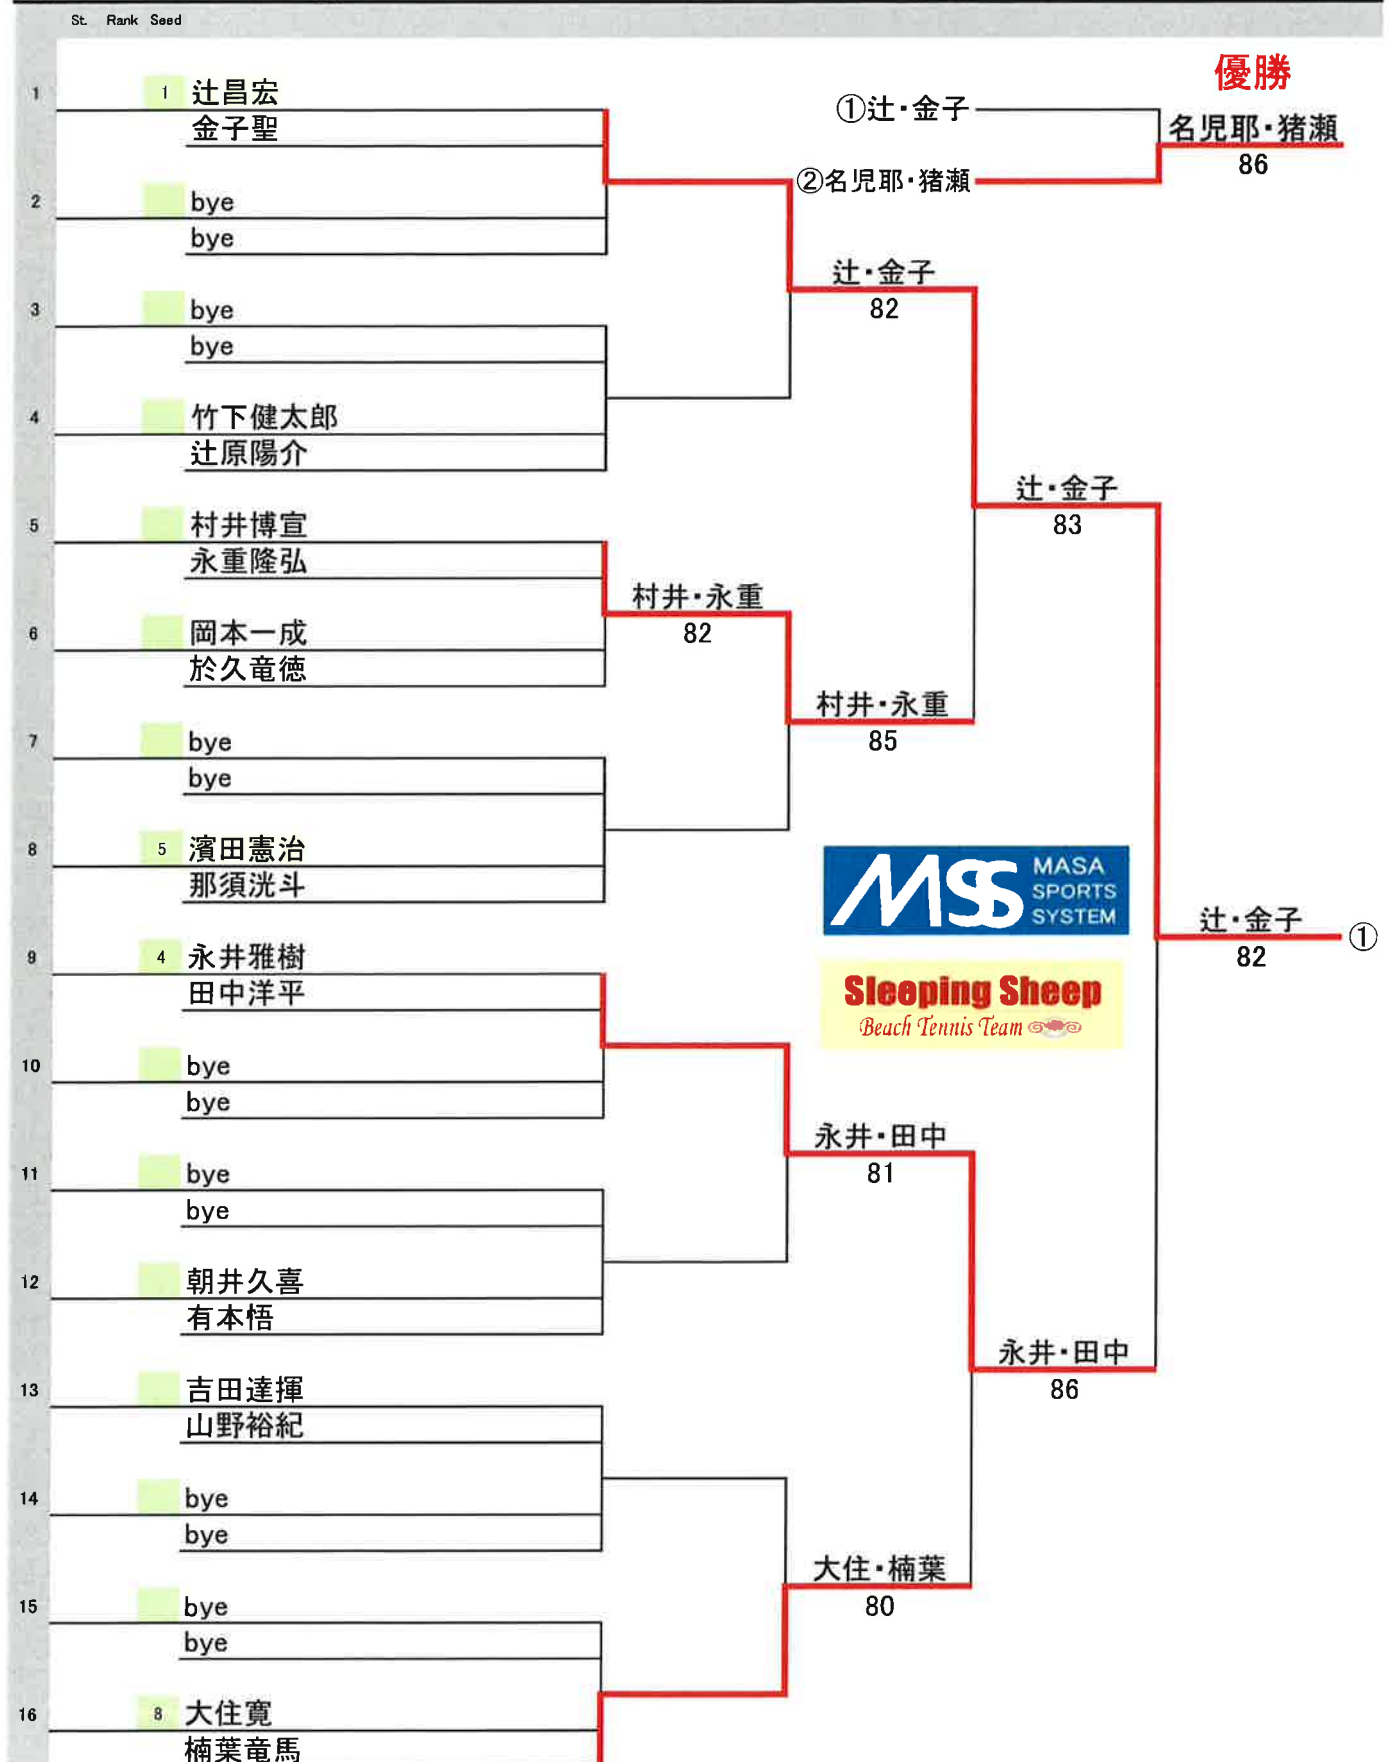 St. Rank Seed
優勝
1 1 辻昌宏
金子聖
①辻・金子
名児耶・猪瀬
86
②名児耶・猪瀬
2 bye
bye
辻・金子
82
3 bye
bye
4 竹下健太郎
辻原陽介
辻・金子
83
5 村井博宣
永重隆弘
村井・永重
82
6 岡本一成
於久竜徳
村井・永重
85
7 bye
bye
8 5 濱田憲治
那須洸斗
MSS MASA
SPORTS
SYSTEM
辻・金子 ①
82
9 4 永井雅樹
田中洋平
Sleeping Sheep
Beach Tennis Team
10 bye
bye
永井・田中
81
11 bye
bye
12 朝井久喜
有本悟
永井・田中
86
13 吉田達揮
山野裕紀
14 bye
bye
大住・楠葉
80
15 bye
bye
16 8 大住寛
楠葉竜馬